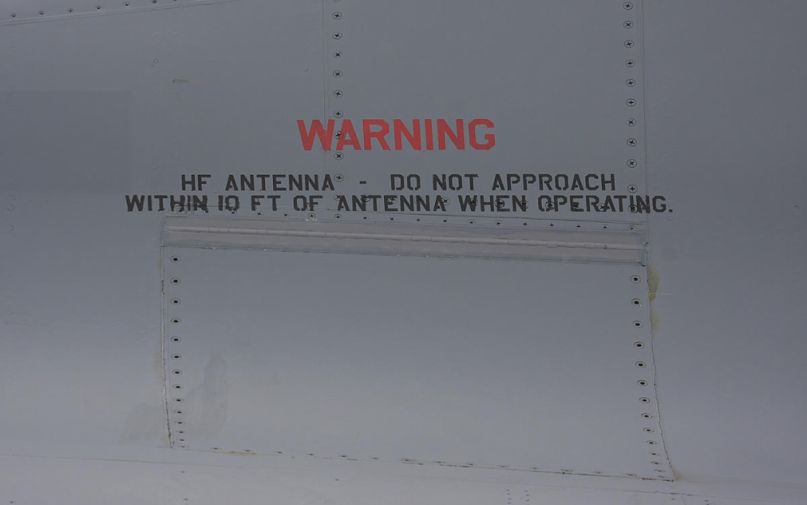 WARNING
HF ANTENNA - DO NOT APPROACH
WITHIN 10 FT OF ANTENNA WHEN OPERATING.